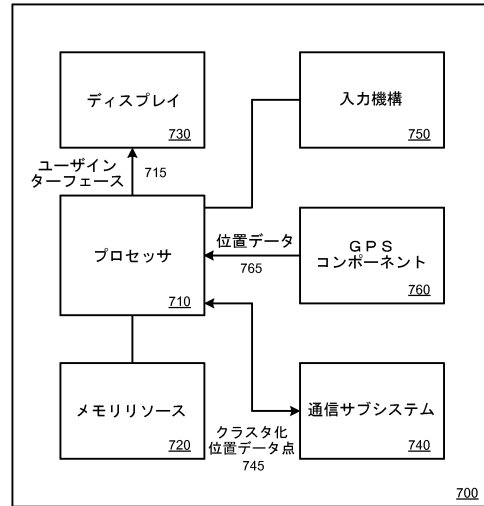 ディスプレイ
730
入力機構
750
ユーザイン
ターフェース
715
プロセッサ
710
位置データ
765
ＧＰＳ
コンポーネント
760
メモリリソース
720
クラスタ化
位置データ点
745
通信サブシステム
740
700